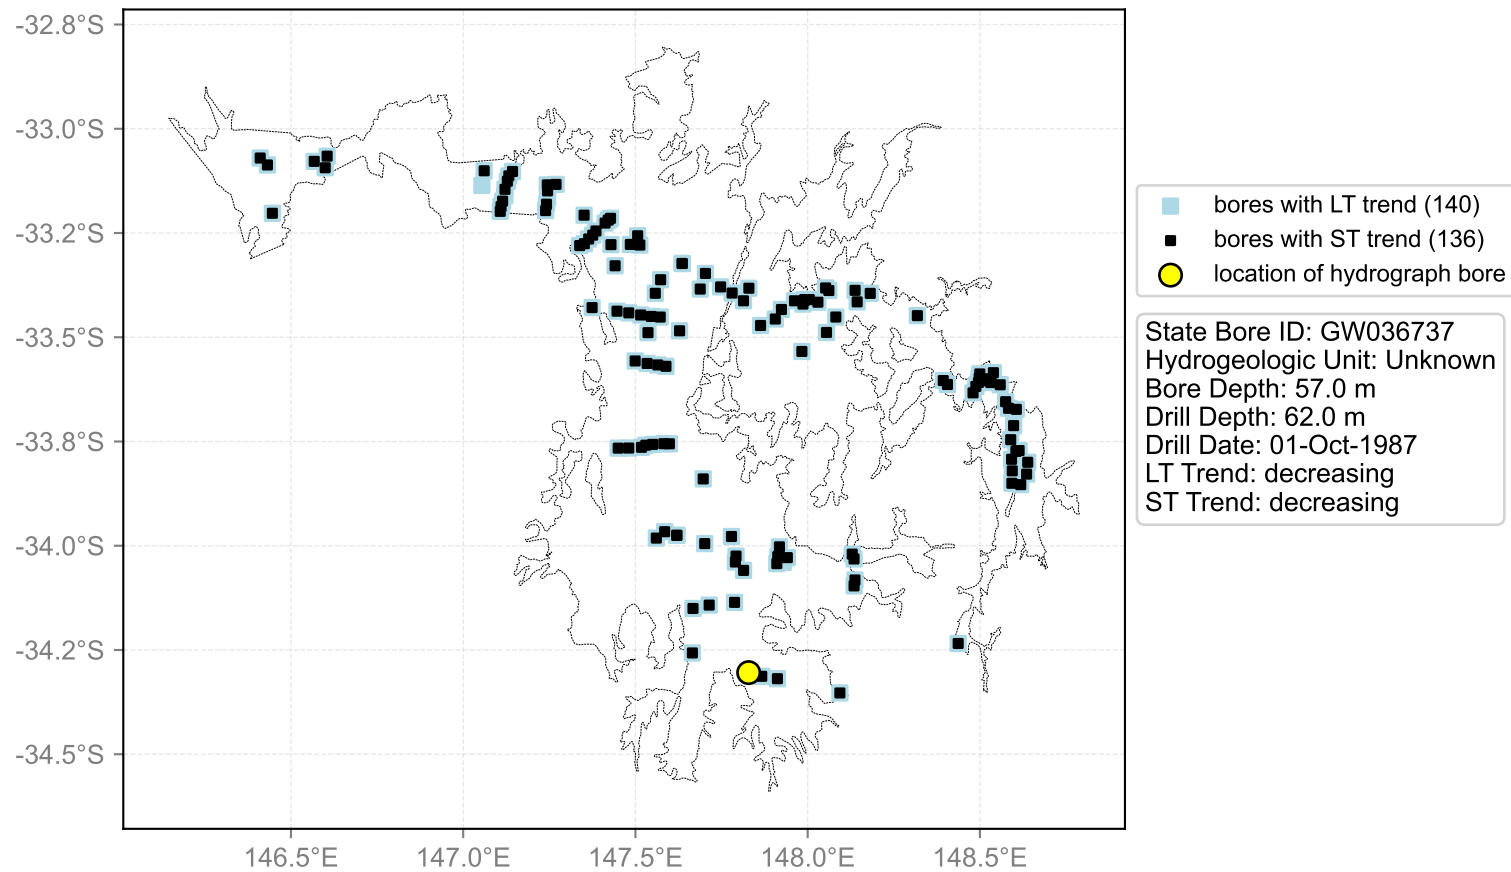 -32.8°S
-33.0°S
-33.2°S
-33.5°S
-33.8°S
-34.0°S
-34.2°S
-34.5°S
146.5°E
147.0°E
147.5°E
148.0°E
148.5°E
bores with LT trend (140)
bores with ST trend (136)
location of hydrograph bore
State Bore ID: GW036737
Hydrogeologic Unit: Unknown
Bore Depth: 57.0 m
Drill Depth: 62.0 m
Drill Date: 01-Oct-1987
LT Trend: decreasing
ST Trend: decreasing